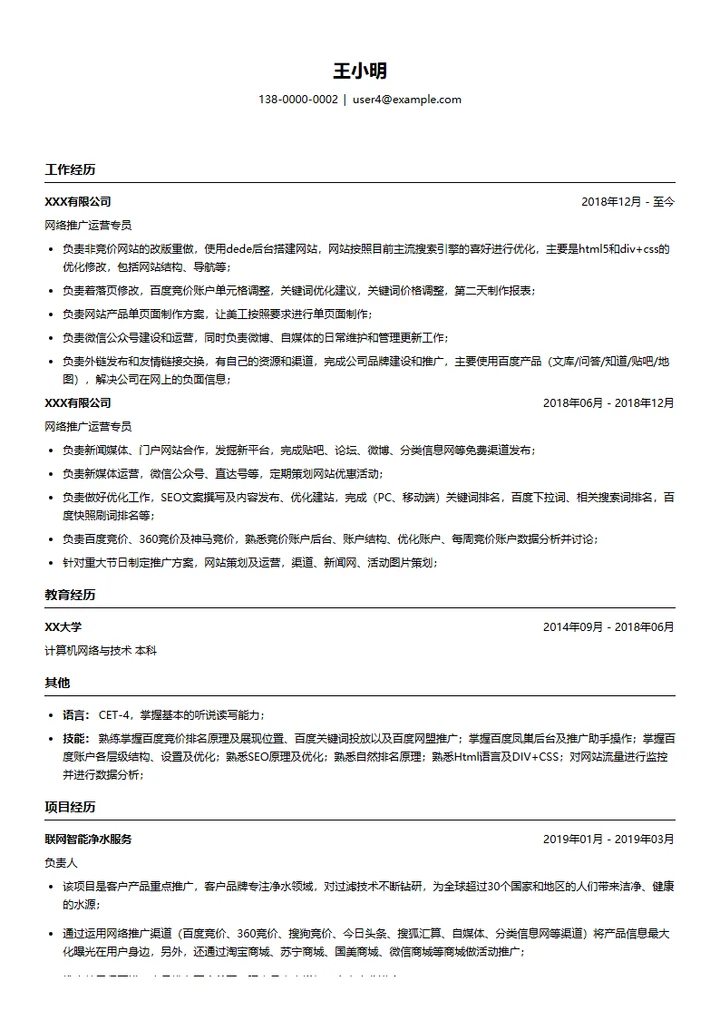 王小明
138-0000-0002 | user4@example.com
工作经历
XXX有限公司 2018年12月 - 至今
网络推广运营专员
• 负责非竞价网站的改版重做，使用dede后台搭建网站，网站按照目前主流搜索引擎的喜好进行优化，主要是html5和div+css的
优化修改，包括网站结构、导航等；
• 负责着落页修改，百度竞价账户单元格调整，关键词优化建议，关键词价格调整，第二天制作报表；
• 负责网站产品单页面制作方案，让美工按照要求进行单页面制作；
• 负责微信公众号建设和运营，同时负责微博、自媒体的日常维护和管理更新工作；
• 负责外链发布和友情链接交换，有自己的资源和渠道，完成公司品牌建设和推广，主要使用百度产品（文库/问答/知道/贴吧/地
图），解决公司在网上的负面信息；
XXX有限公司 2018年06月 - 2018年12月
网络推广运营专员
• 负责新闻媒体、门户网站合作，发掘新平台，完成贴吧、论坛、微博、分类信息网等免费渠道发布；
• 负责新媒体运营，微信公众号、直达号等，定期策划网站优惠活动；
• 负责做好优化工作，SEO文案撰写及内容发布、优化建站，完成（PC、移动端）关键词排名，百度下拉词、相关搜索词排名，百
度快照刷词排名等；
• 负责百度竞价、360竞价及神马竞价，熟悉竞价账户后台、账户结构、优化账户、每周竞价账户数据分析并讨论；
• 针对重大节日制定推广方案，网站策划及运营，渠道、新闻网、活动图片策划；
教育经历
XX大学 2014年09月 - 2018年06月
计算机网络与技术 本科
其他
• 语言： CET-4，掌握基本的听说读写能力；
• 技能： 熟练掌握百度竞价排名原理及展现位置、百度关键词投放以及百度网盟推广；掌握百度凤巢后台及推广助手操作；掌握百
度账户各层级结构、设置及优化；熟悉SEO原理及优化；熟悉自然排名原理；熟悉Html语言及DIV+CSS；对网站流量进行监控
并进行数据分析；
项目经历
联网智能净水服务 2019年01月 - 2019年03月
负责人
• 该项目是客户产品重点推广，客户品牌专注净水领域，对过滤技术不断钻研，为全球超过30个国家和地区的人们带来洁净、健康
的水源；
• 通过运用网络推广渠道（百度竞价、360竞价、搜狗竞价、今日头条、搜狐汇算、自媒体、分类信息网等渠道）将产品信息最大
化曝光在用户身边，另外，还通过淘宝商城、苏宁商城、国美商城、微信商城等商城做活动推广；